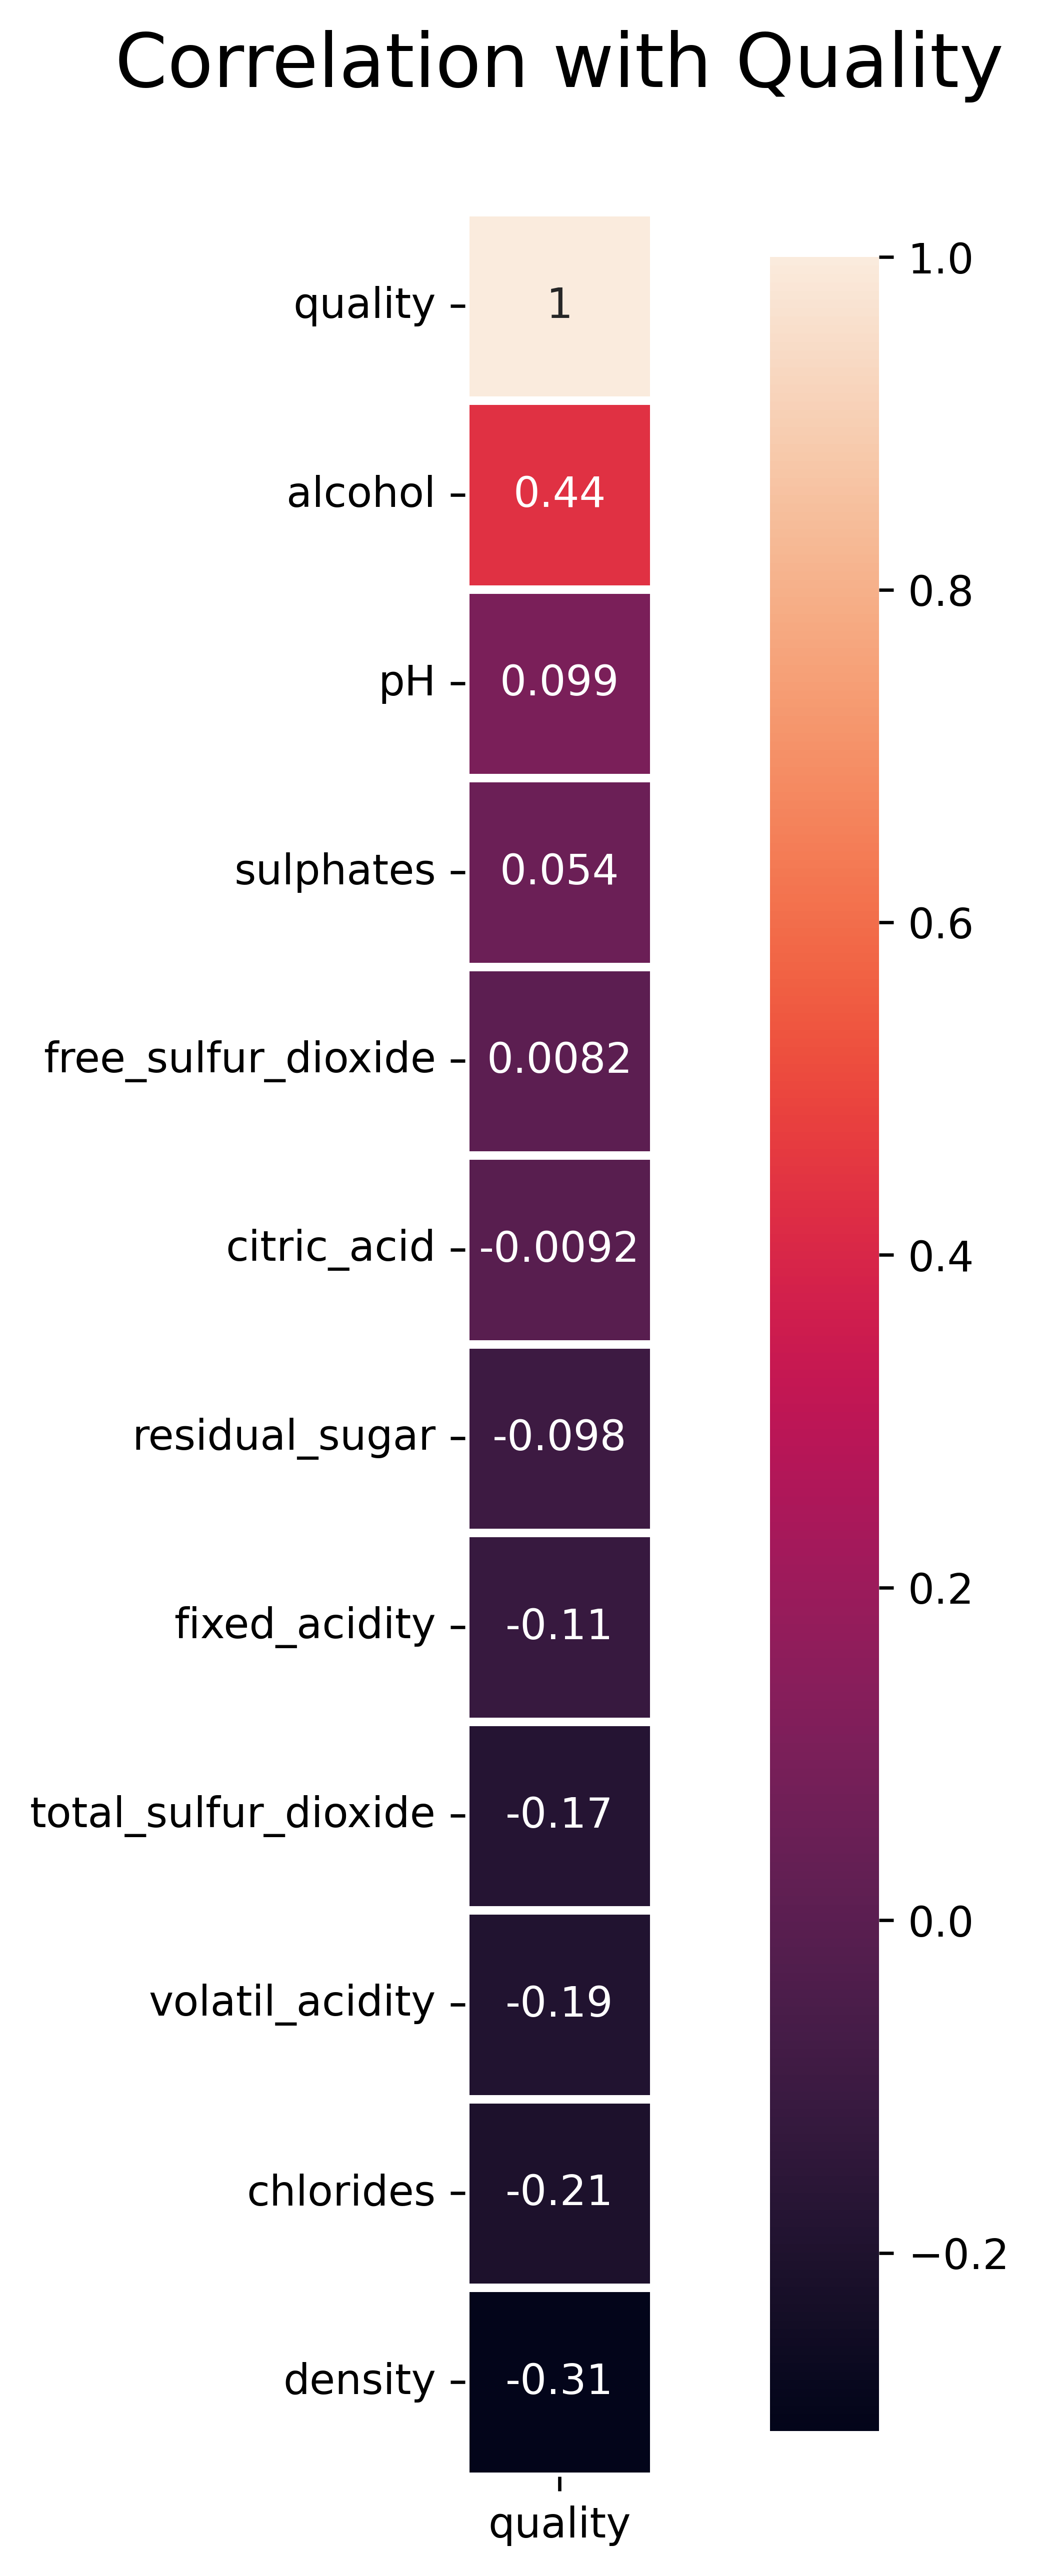 Correlation with Quality
quality 1
alcohol 0.44
pH 0.099
sulphates 0.054
free_sulfur_dioxide 0.0082
citric_acid -0.0092
residual_sugar -0.098
fixed_acidity -0.11
total_sulfur_dioxide -0.17
volatil_acidity -0.19
chlorides -0.21
density -0.31
quality
1.0
0.8
0.6
0.4
0.2
0.0
−0.2